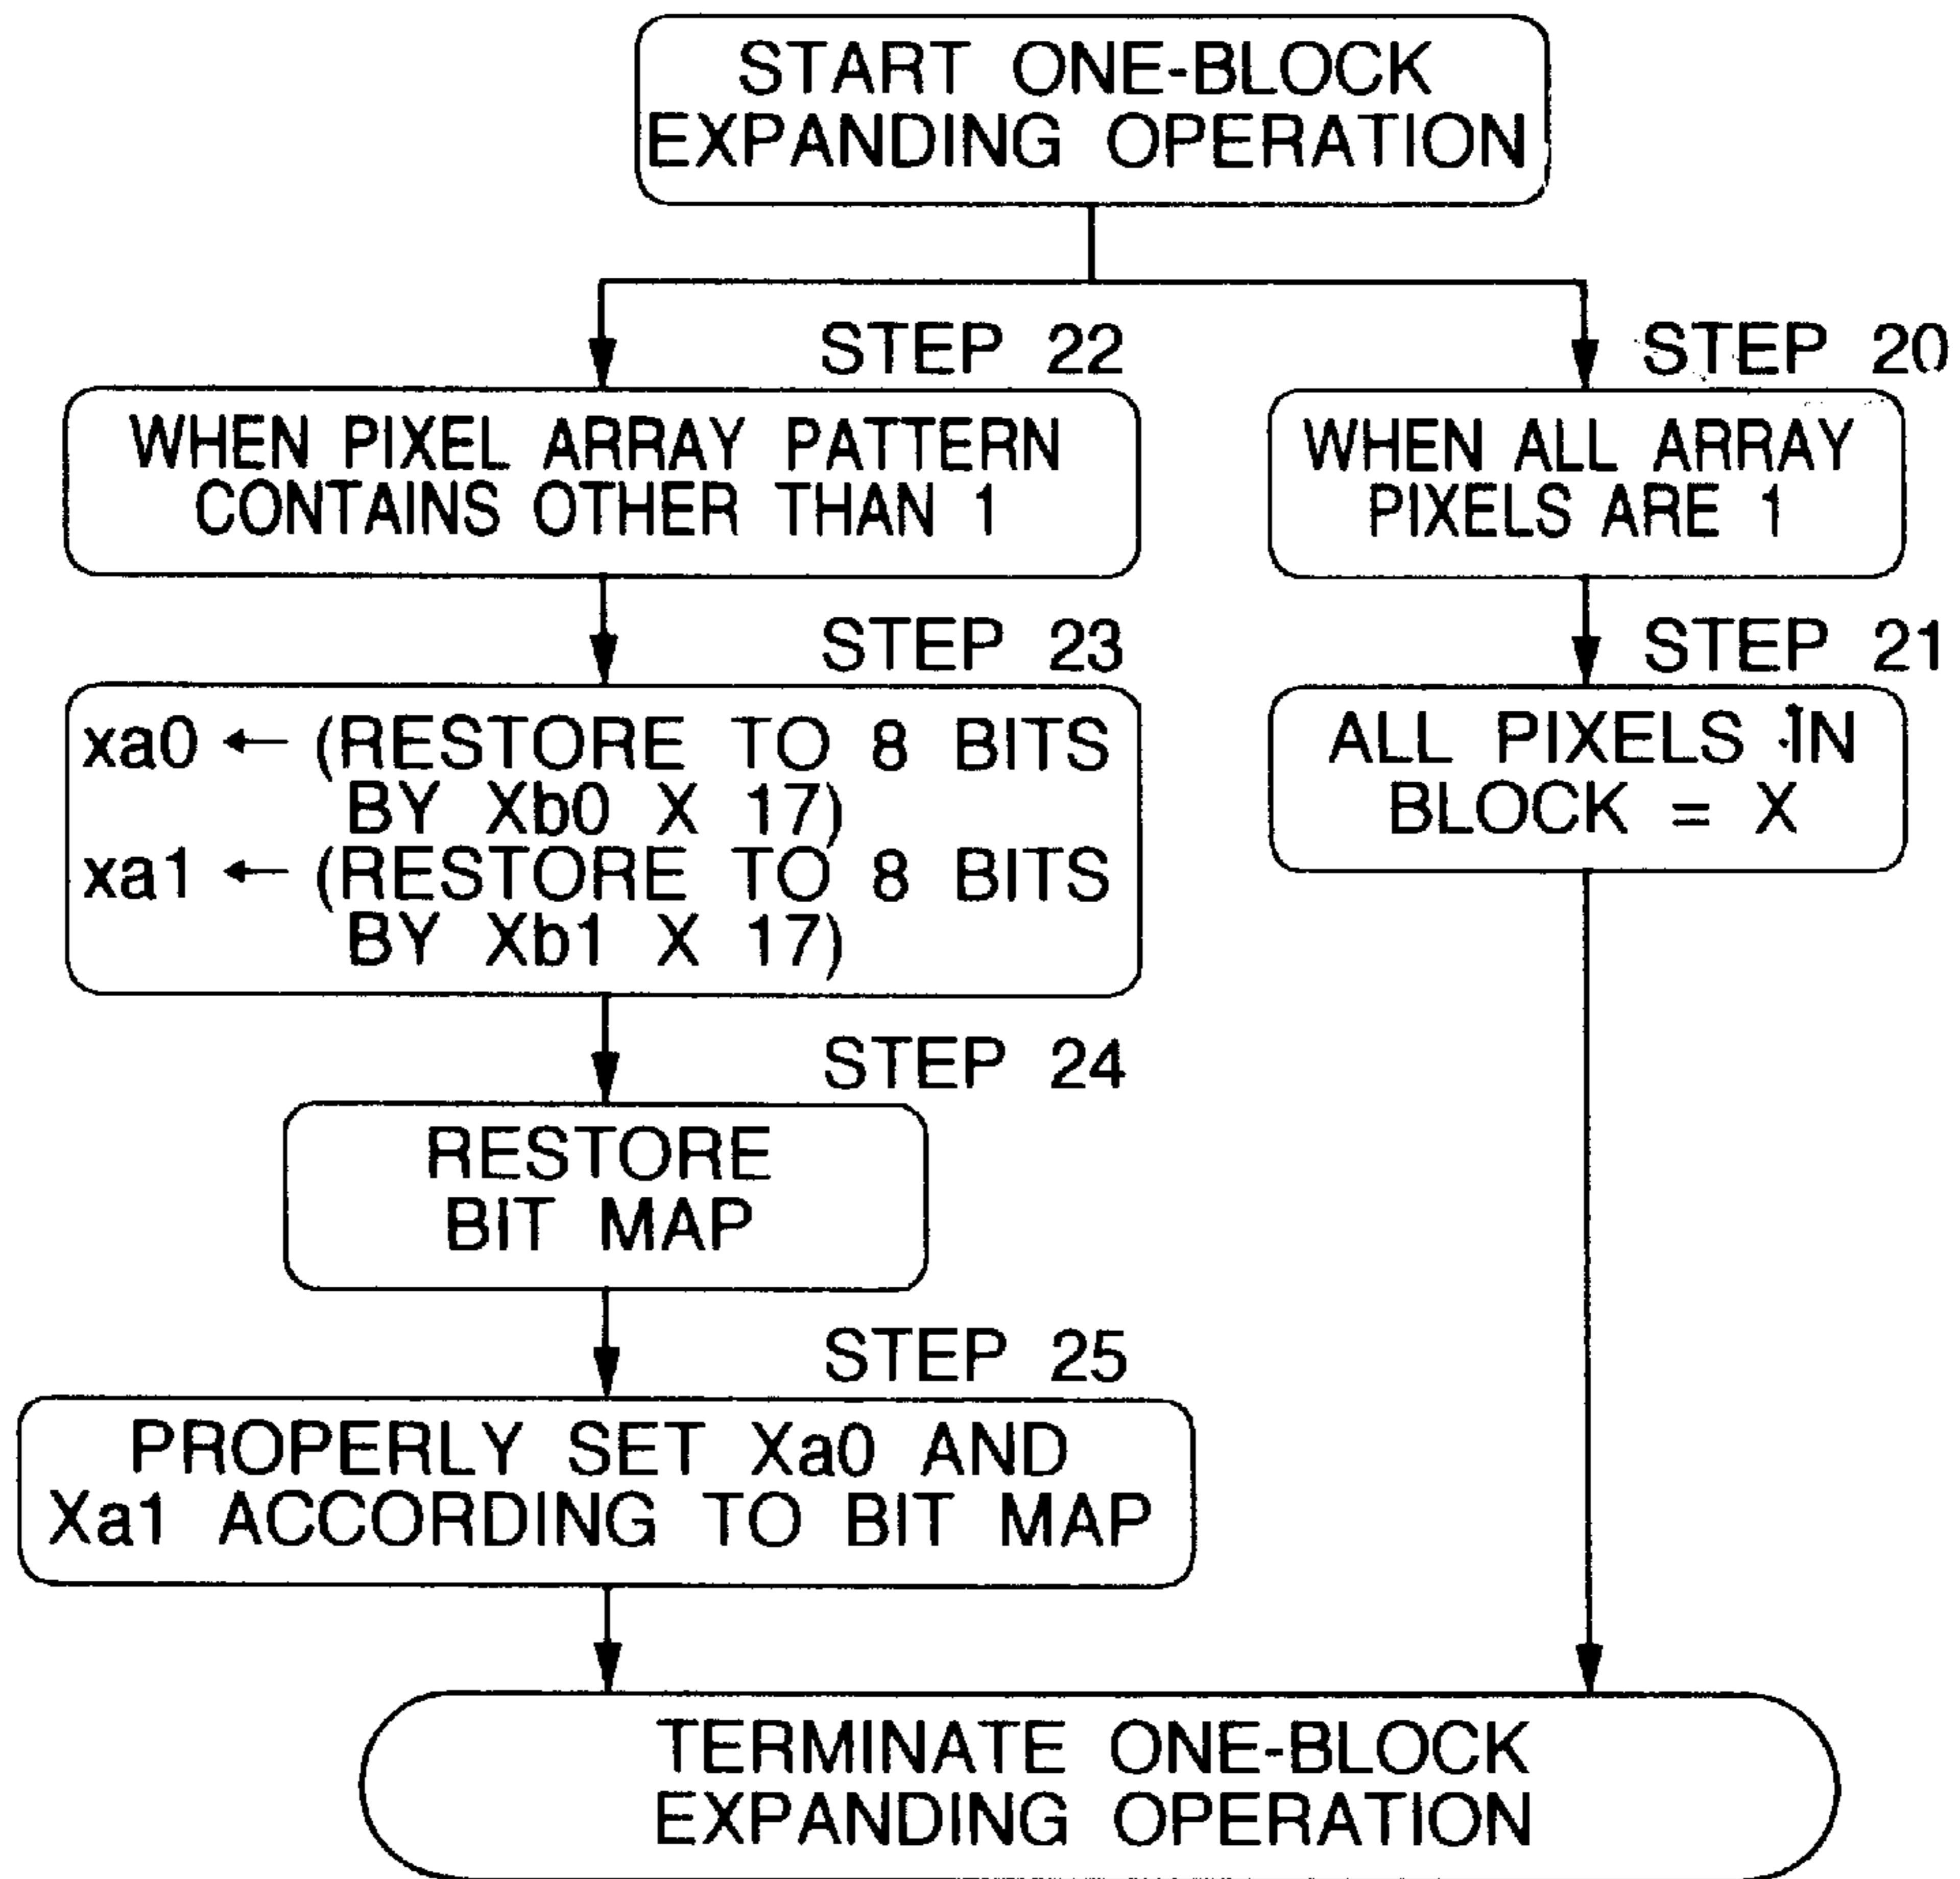 START ONE-BLOCK
EXPANDING OPERATION
STEP 22
WHEN PIXEL ARRAY PATTERN
CONTAINS OTHER THAN 1
STEP 23
xa0 ← (RESTORE TO 8 BITS
BY Xb0 X 17)
xa1 ← (RESTORE TO 8 BITS
BY Xb1 X 17)
STEP 24
RESTORE
BIT MAP
STEP 25
PROPERLY SET Xa0 AND
Xa1 ACCORDING TO BIT MAP
STEP 20
WHEN ALL ARRAY
PIXELS ARE 1
STEP 21
ALL PIXELS IN
BLOCK = X
TERMINATE ONE-BLOCK
EXPANDING OPERATION